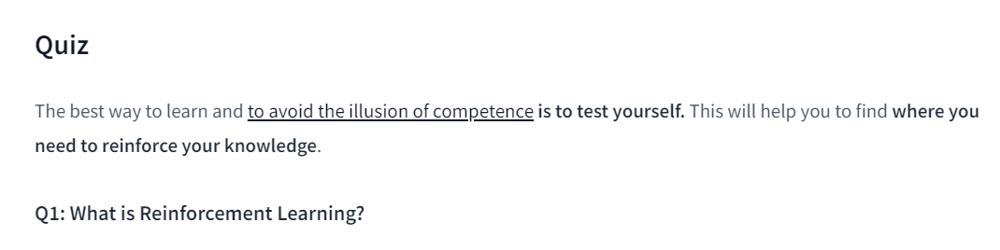 Quiz
The best way to learn and to avoid the illusion of competence is to test yourself. This will help you to find where you
need to reinforce your knowledge.
Q1: What is Reinforcement Learning?